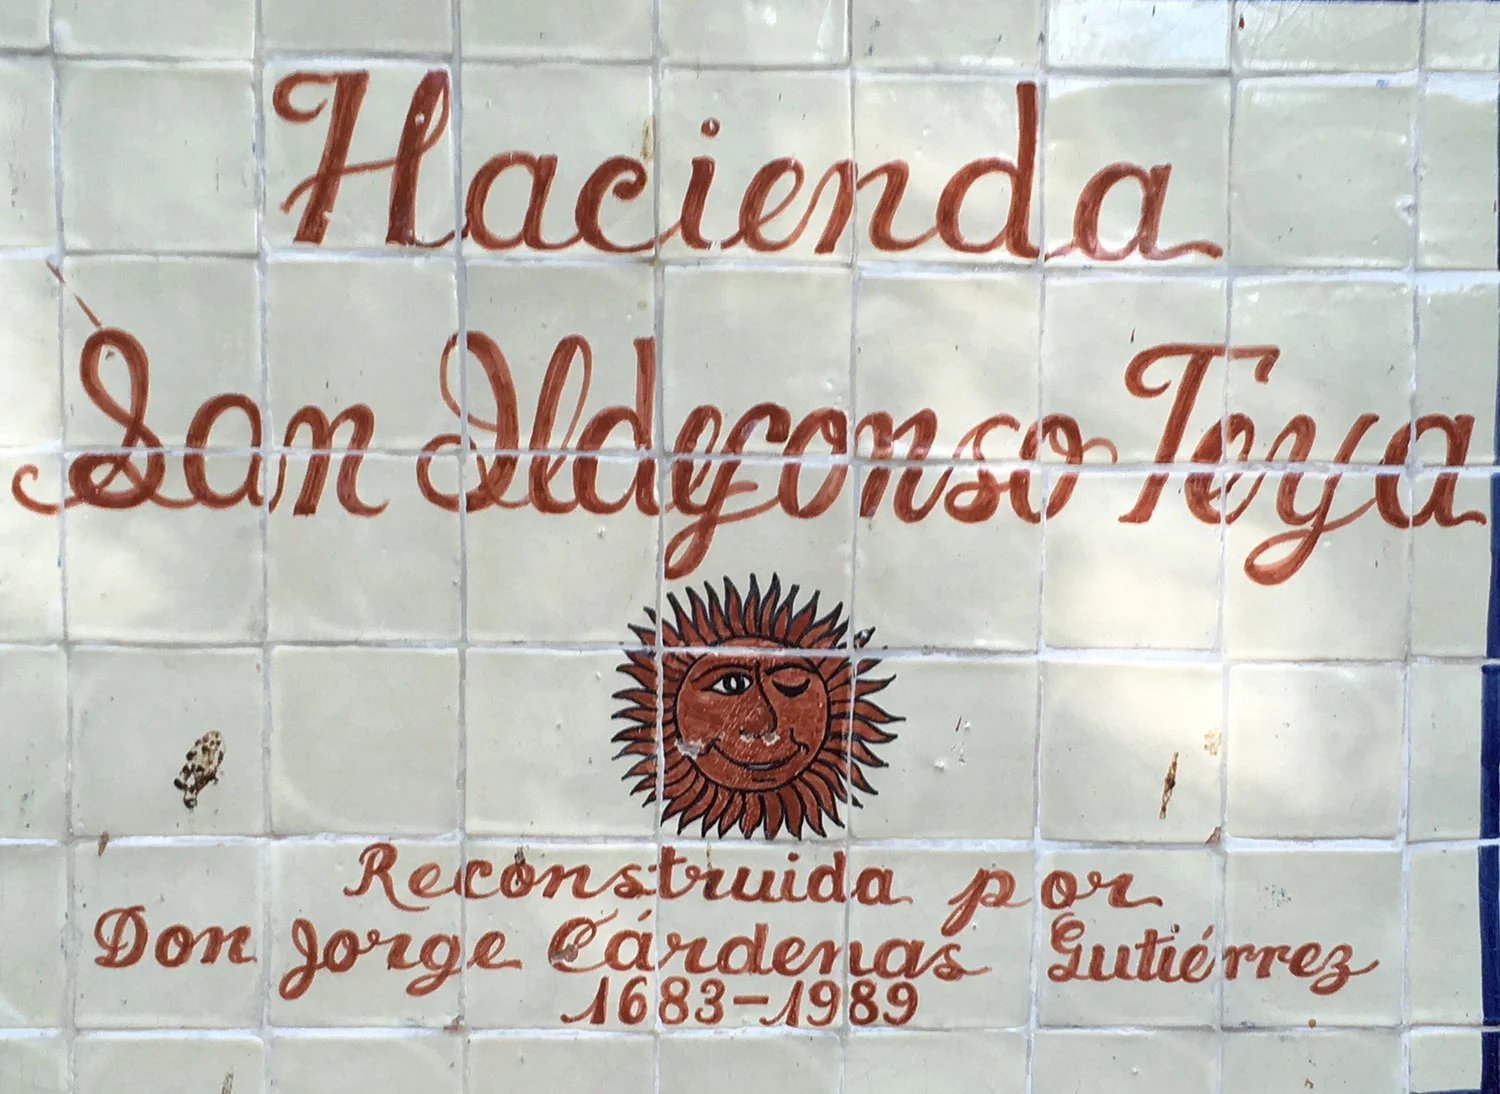 Hacienda
San Ildefonso Teya
Reconstruida por
Don Jorge Cárdenas Gutiérrez
1683-1989